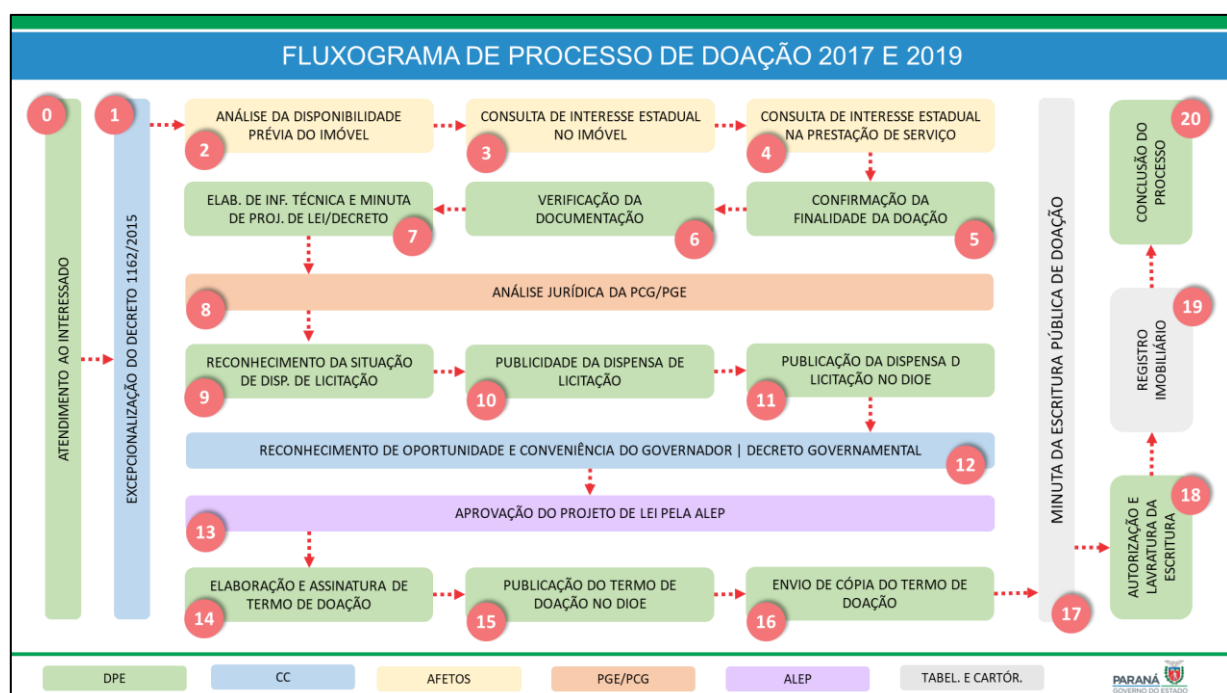 FLUXOGRAMA DE PROCESSO DE DOAÇÃO 2017 E 2019
0
ATENDIMENTO AO INTERESSADO
1
EXCEPCIONALIZAÇÃO DO DECRETO 1162/2015
ANÁLISE DA DISPONIBILIDADE
PRÉVIA DO IMÓVEL
2
CONSULTA DE INTERESSE ESTADUAL
NO IMÓVEL
3
CONSULTA DE INTERESSE ESTADUAL
NA PRESTAÇÃO DE SERVIÇO
4
CONFIRMAÇÃO DA
FINALIDADE DA DOAÇÃO
5
VERIFICAÇÃO DA
DOCUMENTAÇÃO
6
ELAB. DE INF. TÉCNICA E MINUTA
DE PROJ. DE LEI/DECRETO
7
ANÁLISE JURÍDICA DA PCG/PGE
8
RECONHECIMENTO DA SITUAÇÃO
DE DISP. DE LICITAÇÃO
9
PUBLICIDADE DA DISPENSA DE
LICITAÇÃO
10
PUBLICAÇÃO DA DISPENSA D
LICITAÇÃO NO DIOE
11
RECONHECIMENTO DE OPORTUNIDADE E CONVENIÊNCIA DO GOVERNADOR | DECRETO GOVERNAMENTAL
12
APROVAÇÃO DO PROJETO DE LEI PELA ALEP
13
ELABORAÇÃO E ASSINATURA DE
TERMO DE DOAÇÃO
14
PUBLICAÇÃO DO TERMO DE
DOAÇÃO NO DIOE
15
ENVIO DE CÓPIA DO TERMO DE
DOAÇÃO
16
MINUTA DA ESCRITURA PÚBLICA DE DOAÇÃO
17
AUTORIZAÇÃO E
LAVRATURA DA
ESCRITURA
18
REGISTRO
IMOBILIÁRIO
19
CONCLUSÃO DO
PROCESSO
20
DPE
CC
AFETOS
PGE/PCG
ALEP
TABEL. E CARTÓR.
PARANÁ
GOVERNO DO ESTADO